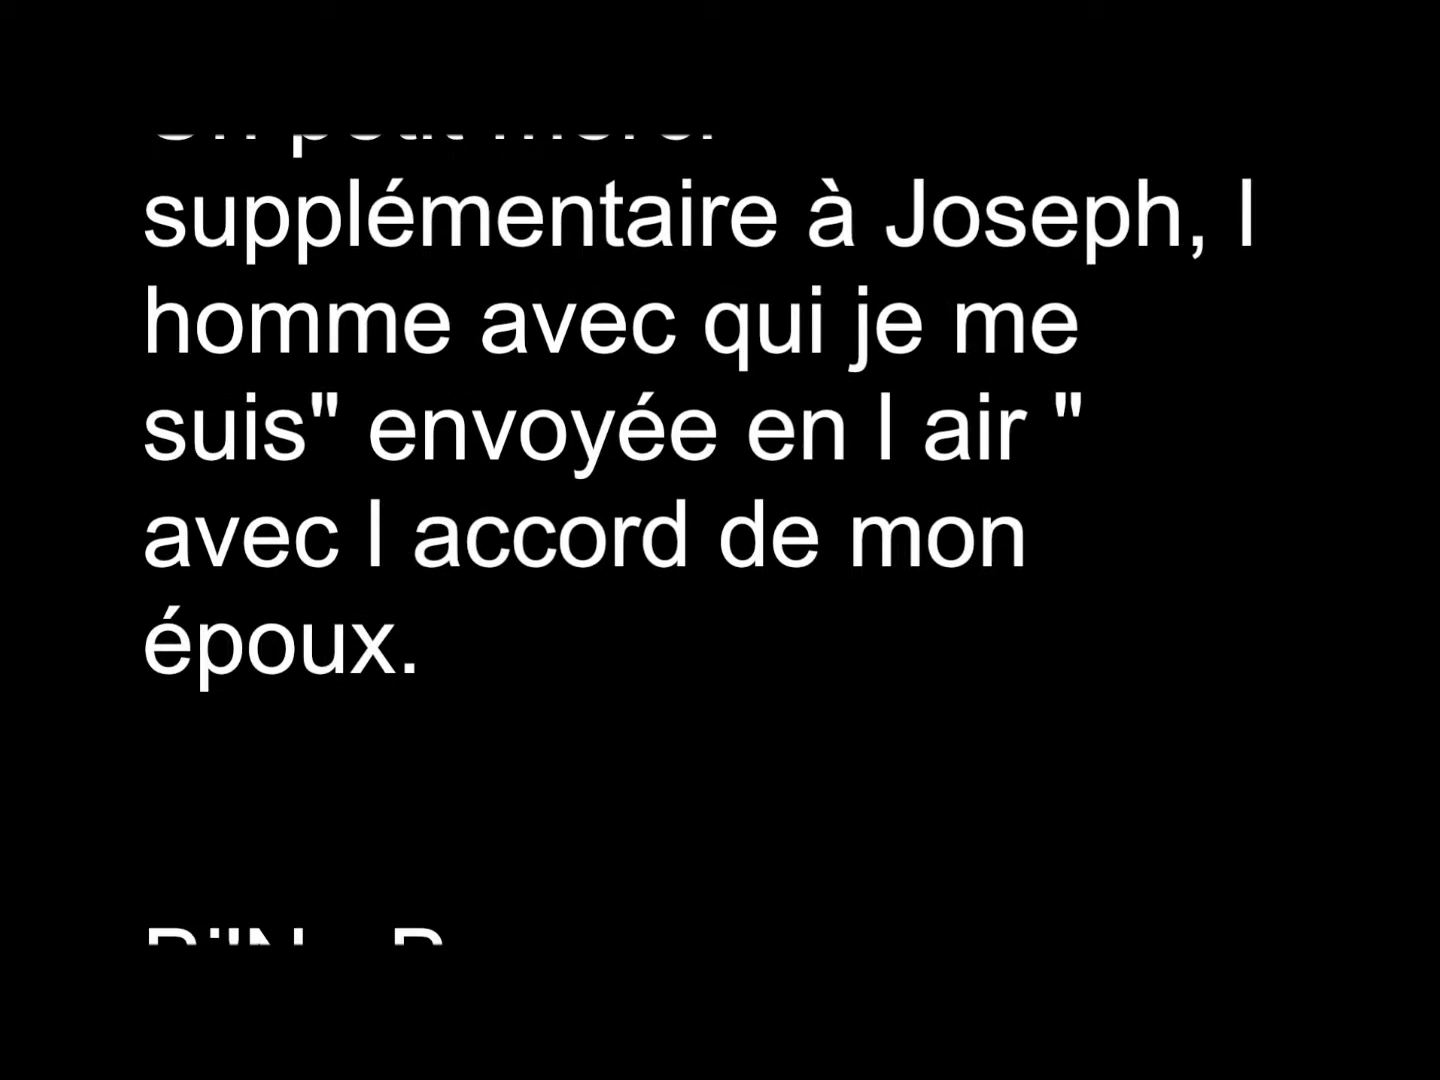 supplémentaire à Joseph, l
homme avec qui je me
suis" envoyée en l air "
avec l accord de mon
époux.